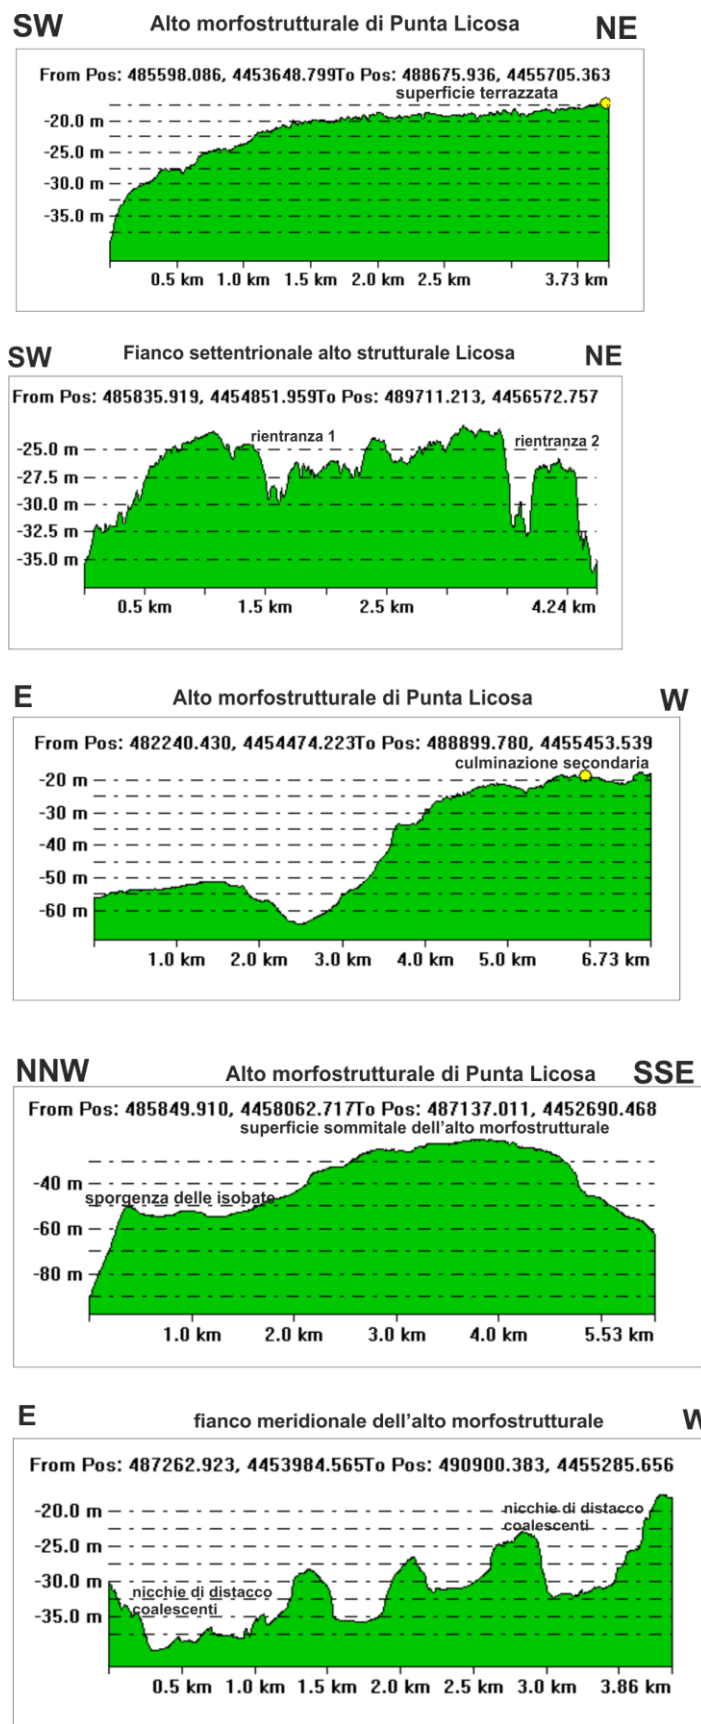 SW Alto morfostrutturale di Punta Licosa NE
From Pos: 485598.086, 4453648.799To Pos: 488675.936, 4455705.363
superficie terrazzata
-20.0 m
-25.0 m
-30.0 m
-35.0 m
0.5 km 1.0 km 1.5 km 2.0 km 2.5 km 3.73 km
SW Fianco settentrionale alto strutturale Licosa NE
From Pos: 485835.919, 4454851.959To Pos: 489711.213, 4456572.757
rientranza 1 rientranza 2
-25.0 m
-27.5 m
-30.0 m
-32.5 m
-35.0 m
0.5 km 1.5 km 2.5 km 4.24 km
E Alto morfostrutturale di Punta Licosa W
From Pos: 482240.430, 4454474.223To Pos: 488899.780, 4455453.539
culminazione secondaria
-20 m
-30 m
-40 m
-50 m
-60 m
1.0 km 2.0 km 3.0 km 4.0 km 5.0 km 6.73 km
NNW Alto morfostrutturale di Punta Licosa SSE
From Pos: 485849.910, 4458062.717To Pos: 487137.011, 4452690.468
superficie sommitale dell'alto morfostrutturale
-40 m
sporgenza delle isobate
-60 m
-80 m
1.0 km 2.0 km 3.0 km 4.0 km 5.53 km
E fianco meridionale dell'alto morfostrutturale W
From Pos: 487262.923, 4453984.565To Pos: 490900.383, 4455285.656
-20.0 m nicchie di distacco
coalescenti
-25.0 m
-30.0 m nicchie di distacco
coalescenti
-35.0 m
0.5 km 1.0 km 1.5 km 2.0 km 2.5 km 3.0 km 3.86 km